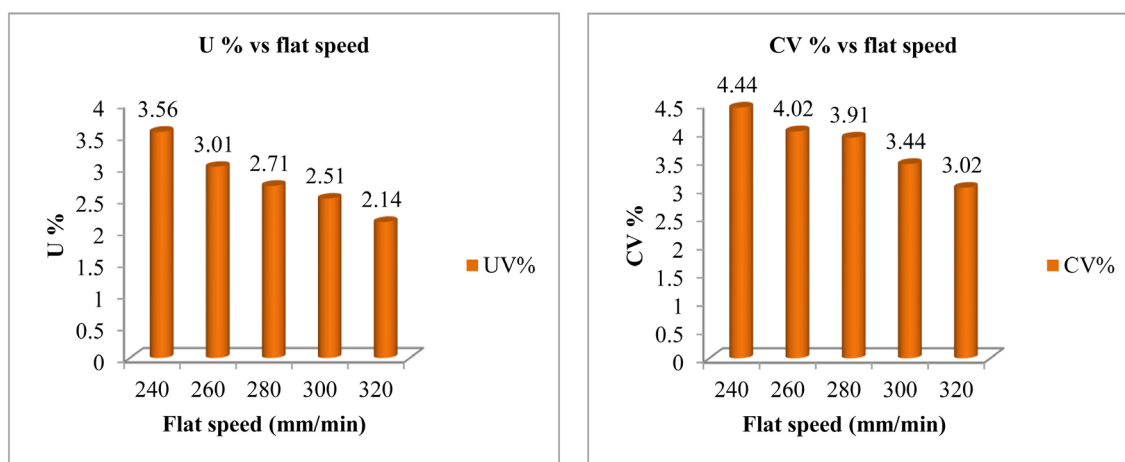 U % vs flat speed
4
3.5
3
2.5
2
1.5
1
0.5
0
U %
3.56
3.01
2.71
2.51
2.14
240 260 280 300 320
Flat speed (mm/min)
UV%
CV % vs flat speed
4.5
4
3.5
3
2.5
2
1.5
1
0.5
0
CV %
4.44
4.02
3.91
3.44
3.02
240 260 280 300 320
Flat speed (mm/min)
CV%